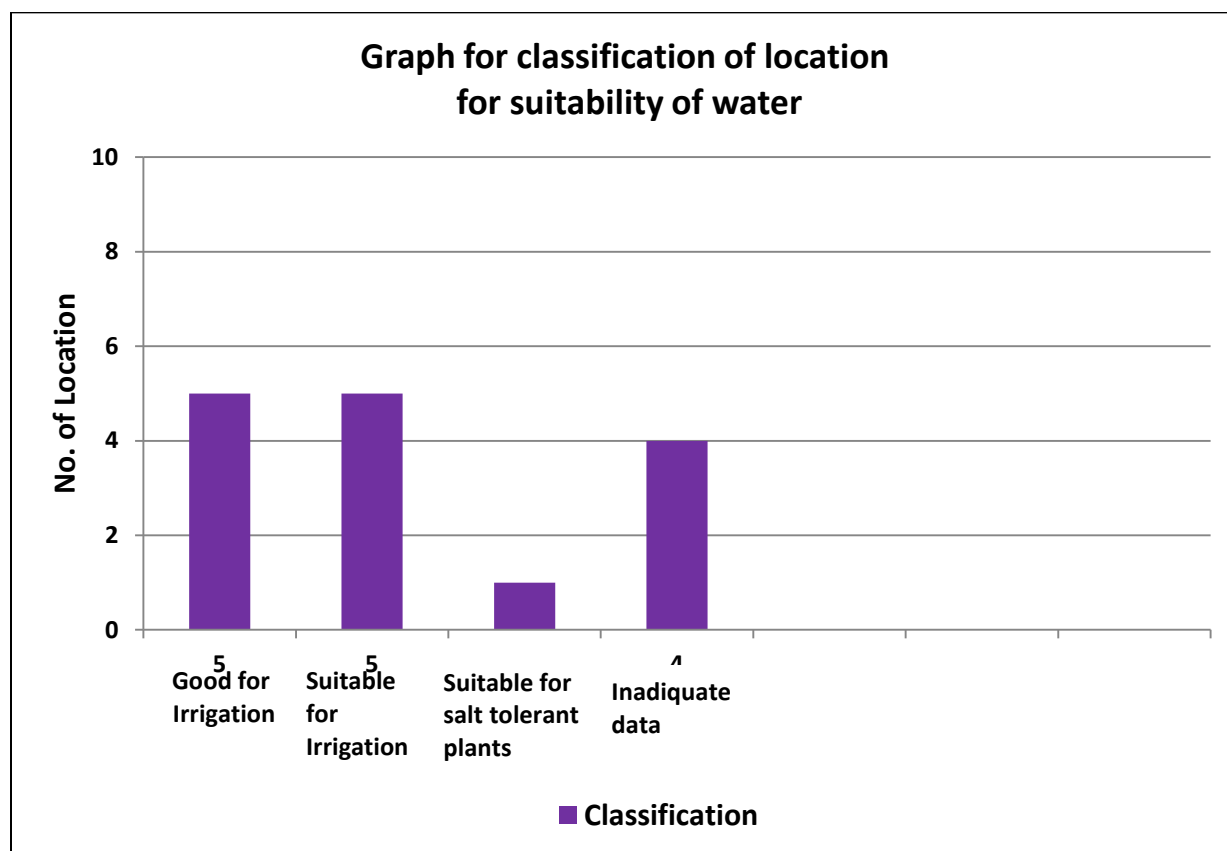 Graph for classification of location
for suitability of water
10
8
6
4
2
0
No. of Location
5
5
4
Good for
Irrigation
Suitable
for
Irrigation
Suitable for
salt tolerant
plants
Inadiquate
data
Classification